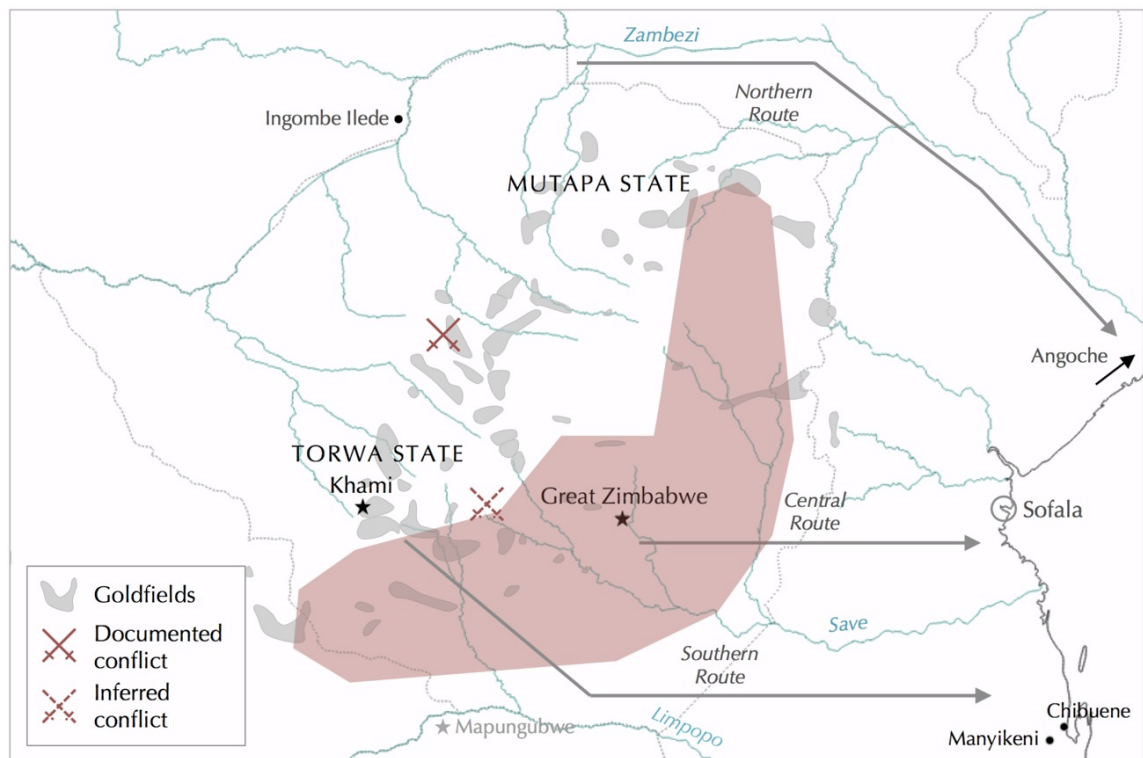 Zambezi
Northern
Route
Ingombe Ilede
MUTAPA STATE
Angoche
TORWA STATE
Khami
Great Zimbabwe
Central
Route
Sofala
Goldfields
Documented
conflict
Inferred
conflict
Save
Southern
Route
Limpopo
Mapungubwe
Chibuene
Manyikeni